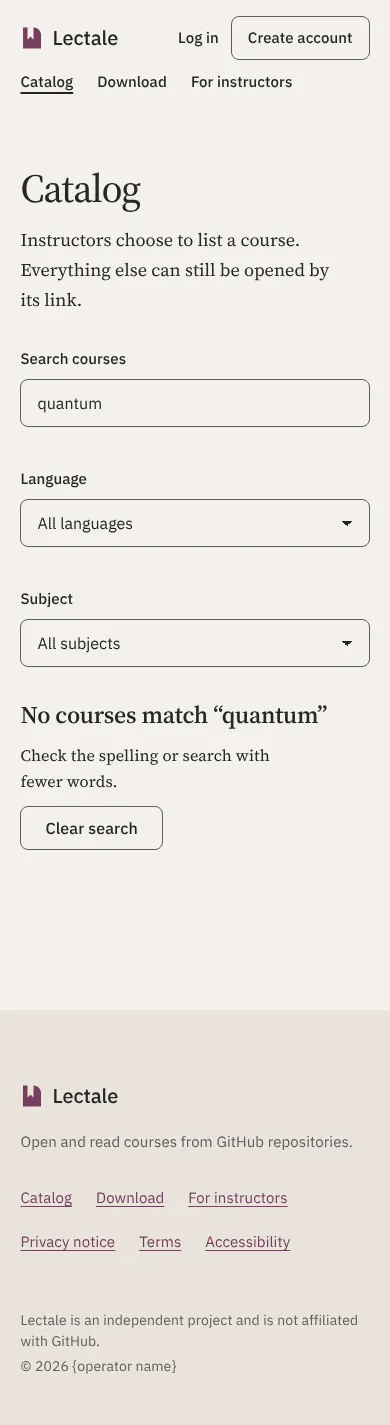 Lectale
Log in
Create account
Catalog
Download
For instructors
Catalog
Instructors choose to list a course.
Everything else can still be opened by
its link.
Search courses
quantum
Language
All languages
Subject
All subjects
No courses match “quantum”
Check the spelling or search with
fewer words.
Clear search
Lectale
Open and read courses from GitHub repositories.
Catalog
Download
For instructors
Privacy notice
Terms
Accessibility
Lectale is an independent project and is not affiliated
with GitHub.
© 2026 {operator name}